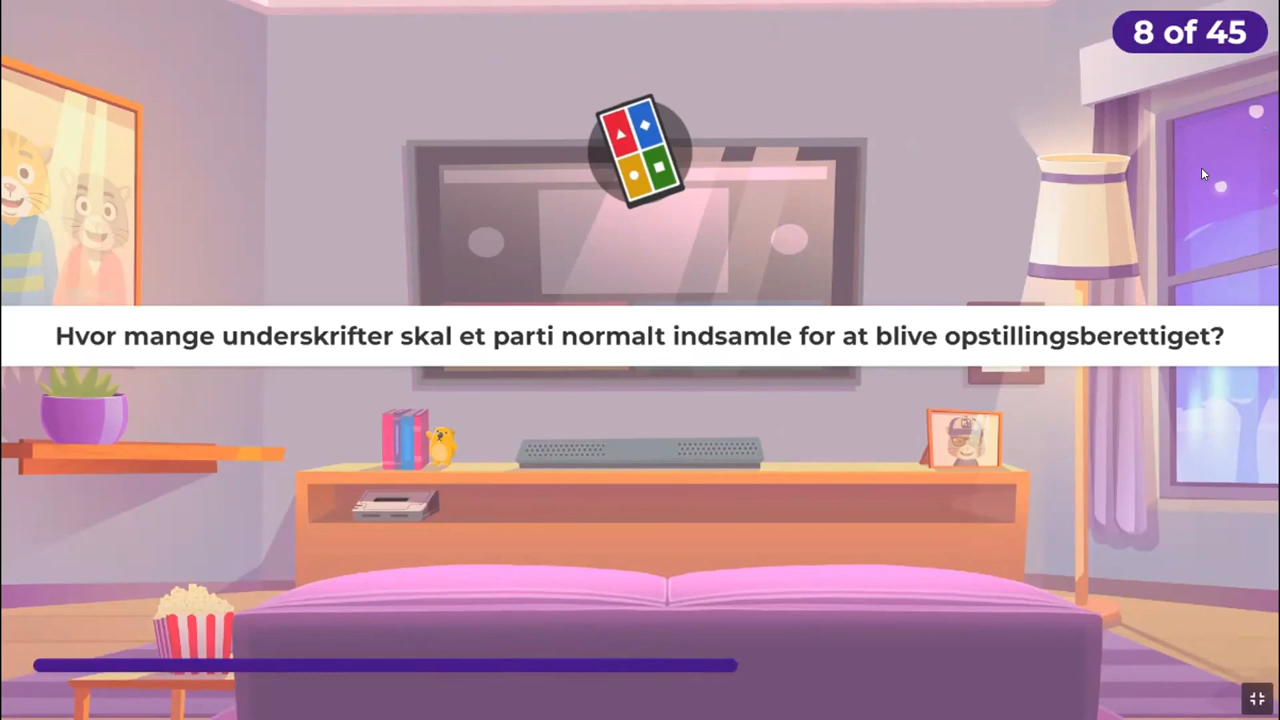 8 of 45
Hvor mange underskrifter skal et parti normalt indsamle for at blive opstillingsberettiget?